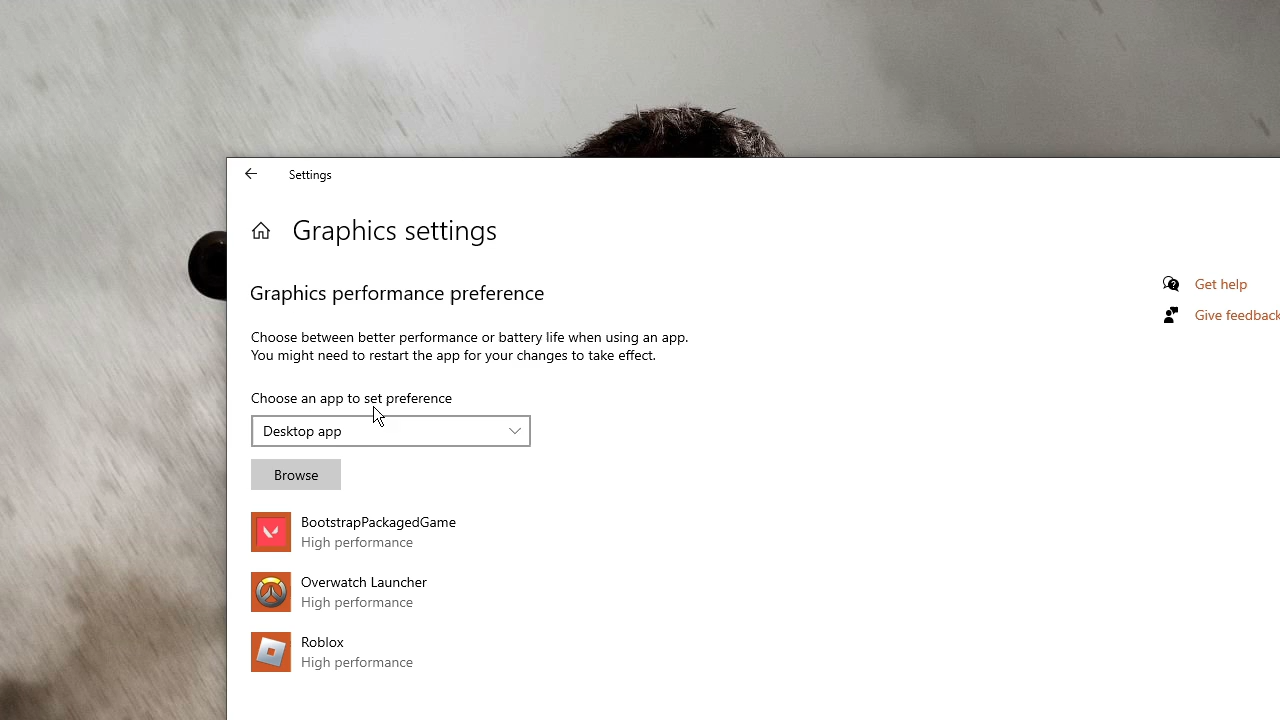 Settings
Graphics settings
Graphics performance preference
Get help
Give feedback
Choose between better performance or battery life when using an app.
You might need to restart the app for your changes to take effect.
Choose an app to set preference
Desktop app
Browse
BootstrapPackagedGame
High performance
Overwatch Launcher
High performance
Roblox
High performance